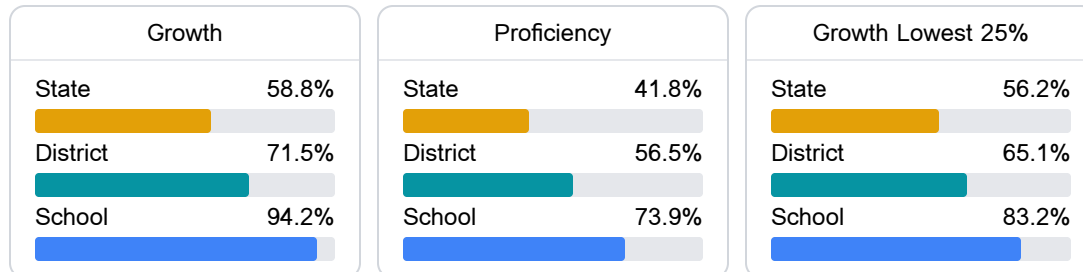 Growth
State 58.8%
District 71.5%
School 94.2%
Proficiency
State 41.8%
District 56.5%
School 73.9%
Growth Lowest 25%
State 56.2%
District 65.1%
School 83.2%